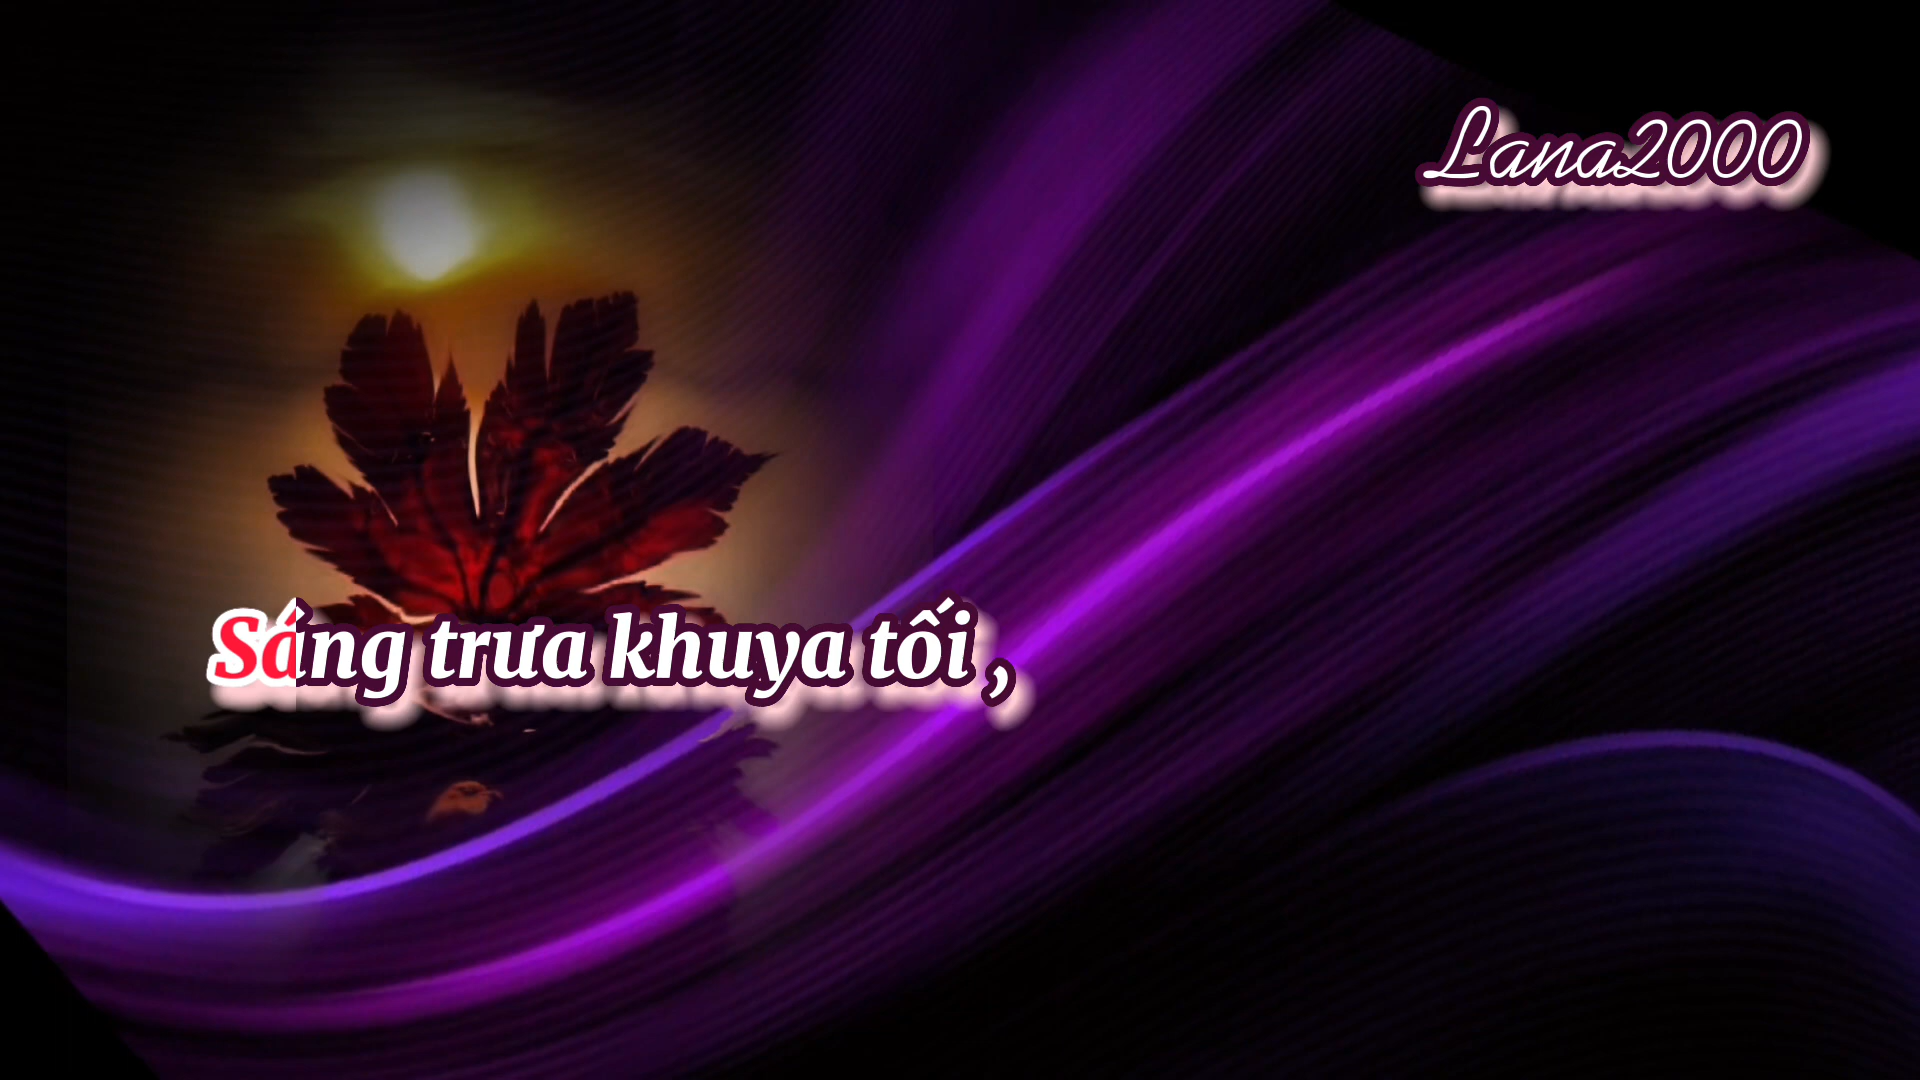 Lana2000
Sáng trưa khuya tối ,